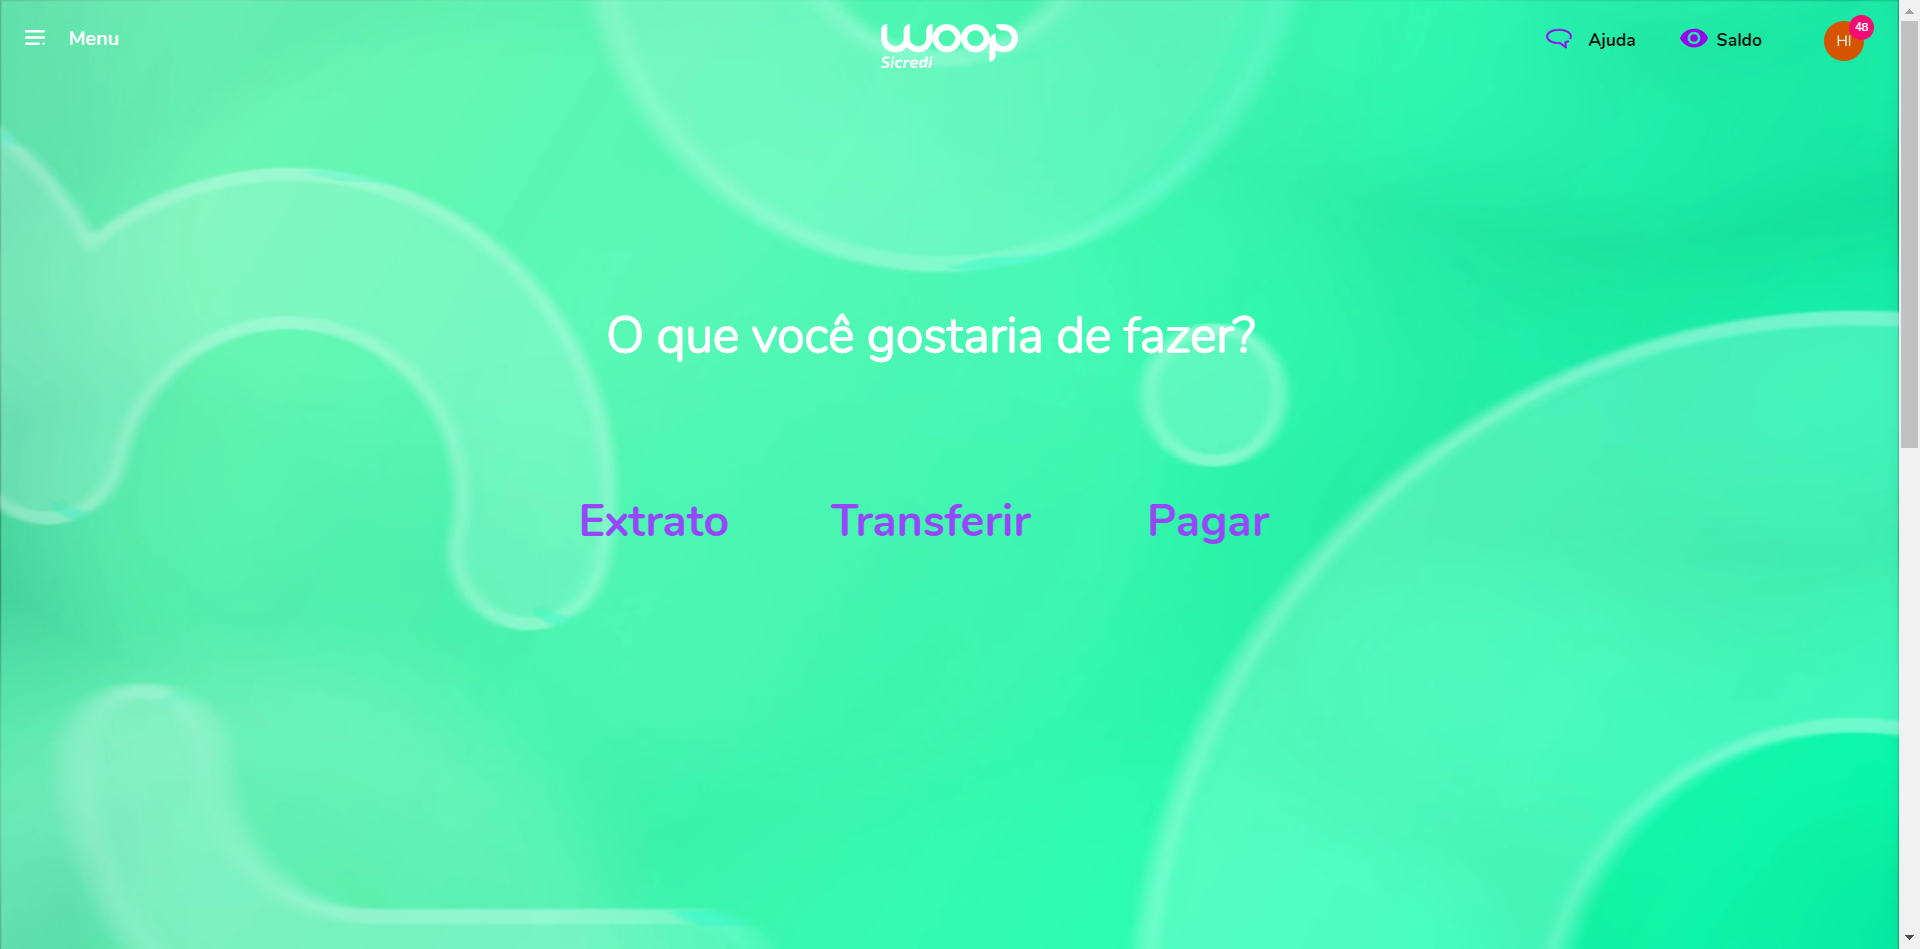 Menu
woop
Sicredi
Ajuda
Saldo
HI
48
O que você gostaria de fazer?
Extrato
Transferir
Pagar